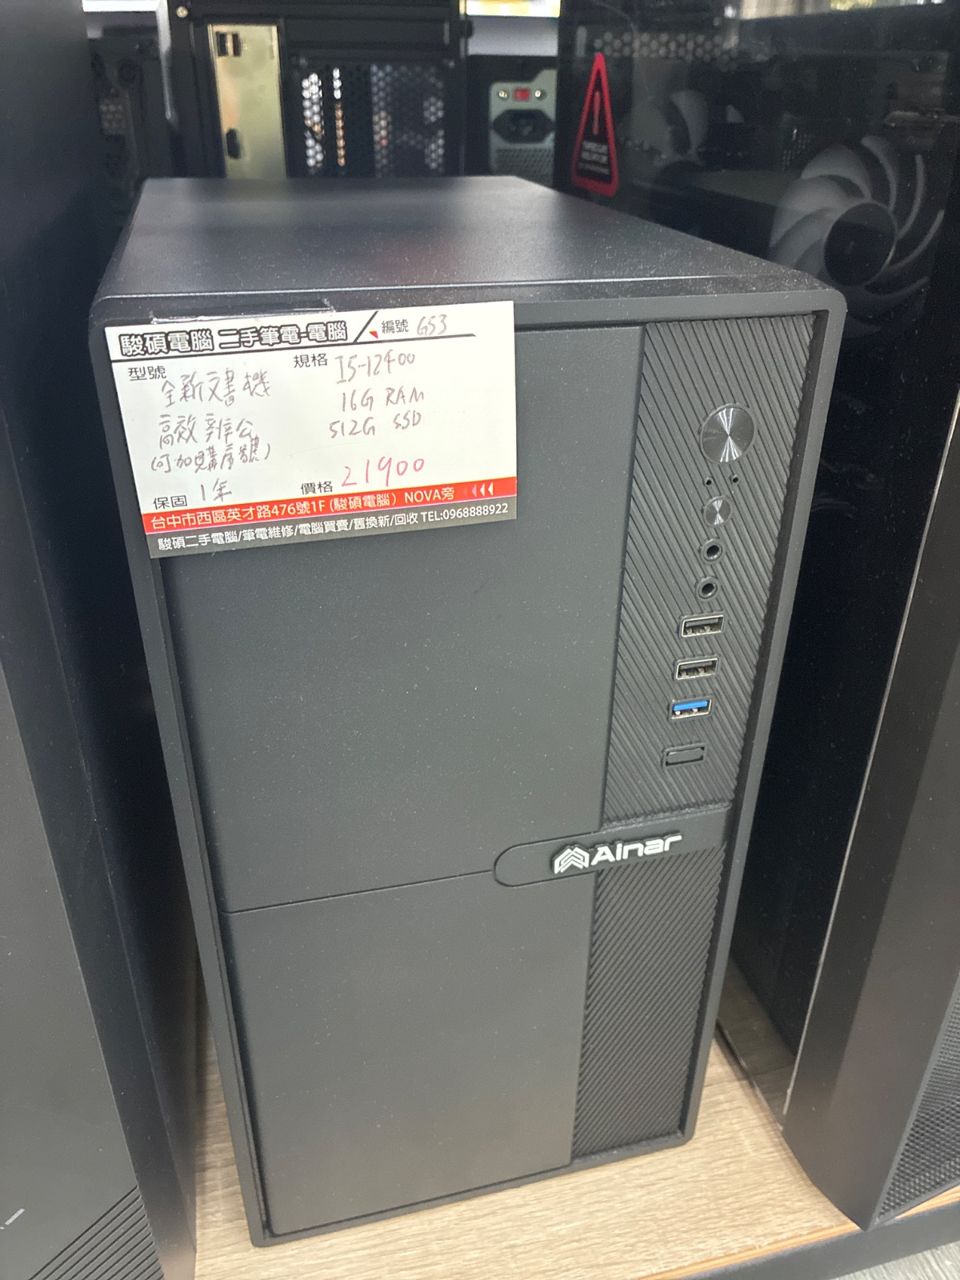 駿碩電腦 二手筆電-電腦 編號 G53
型號 全新文書機 規格 I5-12400
16G RAM
高效辦公 512G SSD
(可加購螢幕)
保固 1年 價格 21900
台中市西區英才路476號1F (駿碩電腦) NOVA旁
駿碩二手電腦/筆電維修/電腦買賣/舊換新/回收 TEL:0968888922
AInar